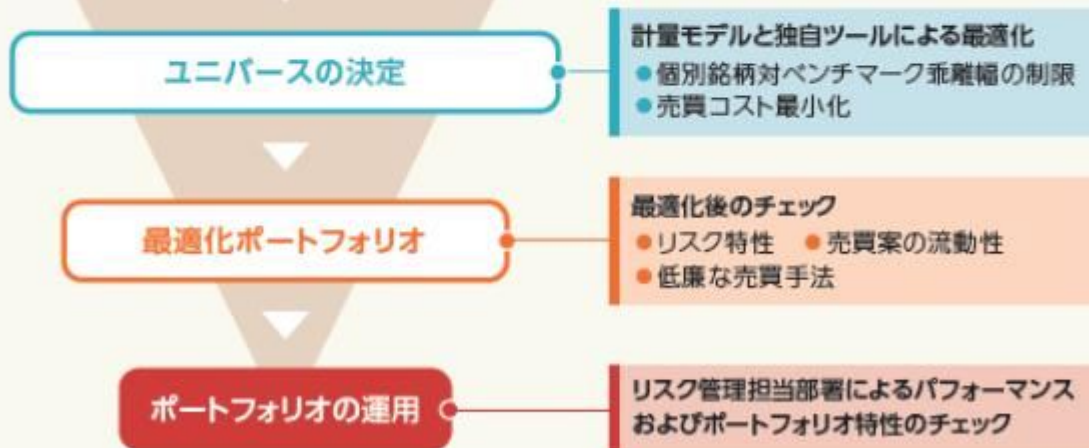 ユニバースの決定
計量モデルと独自ツールによる最適化
●個別銘柄対ベンチマーク乖離幅の制限
●売買コスト最小化
最適化ポートフォリオ
最適化後のチェック
●リスク特性 ●売買案の流動性
●低廉な売買手法
ポートフォリオの運用
リスク管理担当部署によるパフォーマンス
およびポートフォリオ特性のチェック